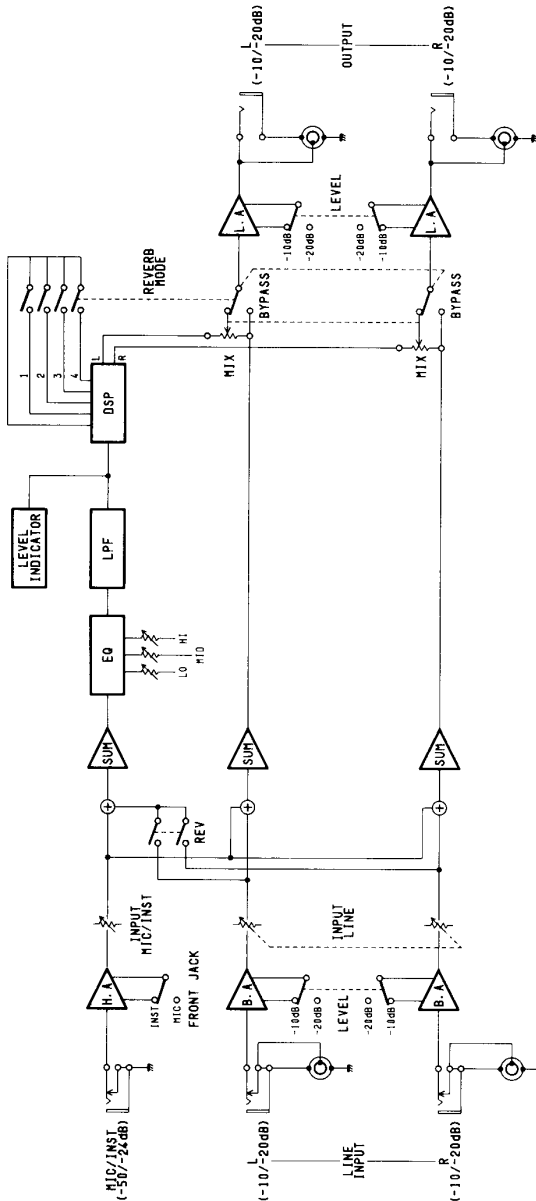 MIC/INST
(-50/-24dB)
H.A
INST
MIC
FRONT JACK
INPUT
MIC/INST
SUM
REV
EQ
LO
MID
HI
LPF
LEVEL
INDICATOR
DSP
1
2
3
4
L
R
REVERB
MODE
LINE
INPUT
L
(-10/-20dB)
B.A
-10dB
-20dB
LEVEL
-20dB
-10dB
R
(-10/-20dB)
B.A
INPUT
LINE
SUM
SUM
MIX
BYPASS
MIX
BYPASS
L.A
-10dB
-20dB
LEVEL
-20dB
-10dB
L.A
L
(-10/-20dB)
OUTPUT
R
(-10/-20dB)